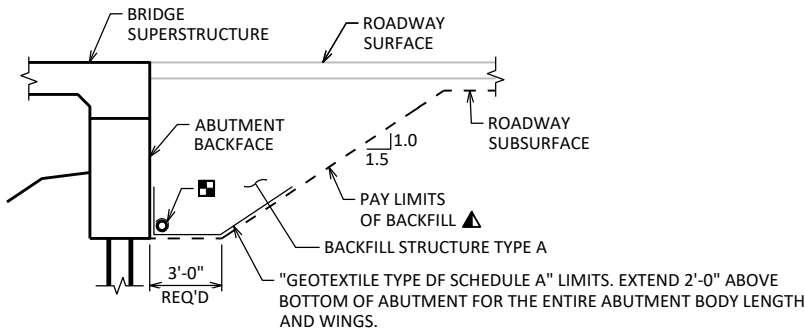 BRIDGE
SUPERSTRUCTURE
ROADWAY
SURFACE
ABUTMENT
BACKFACE
1.0
1.5
ROADWAY
SUBSURFACE
PAY LIMITS
OF BACKFILL
BACKFILL STRUCTURE TYPE A
3'-0"
REQ'D
"GEOTEXTILE TYPE DF SCHEDULE A" LIMITS. EXTEND 2'-0" ABOVE
BOTTOM OF ABUTMENT FOR THE ENTIRE ABUTMENT BODY LENGTH
AND WINGS.